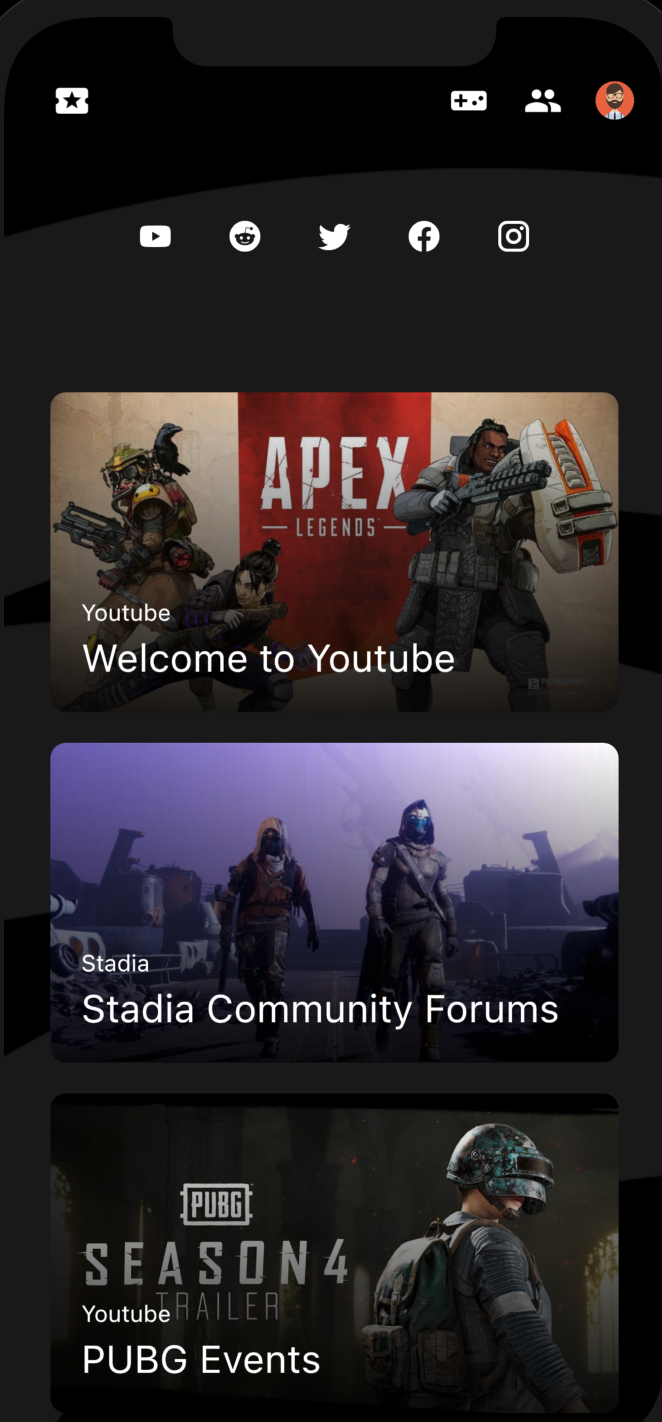 APEX
LEGENDS
Youtube
Welcome to Youtube
Stadia
Stadia Community Forums
PUBG
SEASON 4
TRAILER
Youtube
PUBG Events